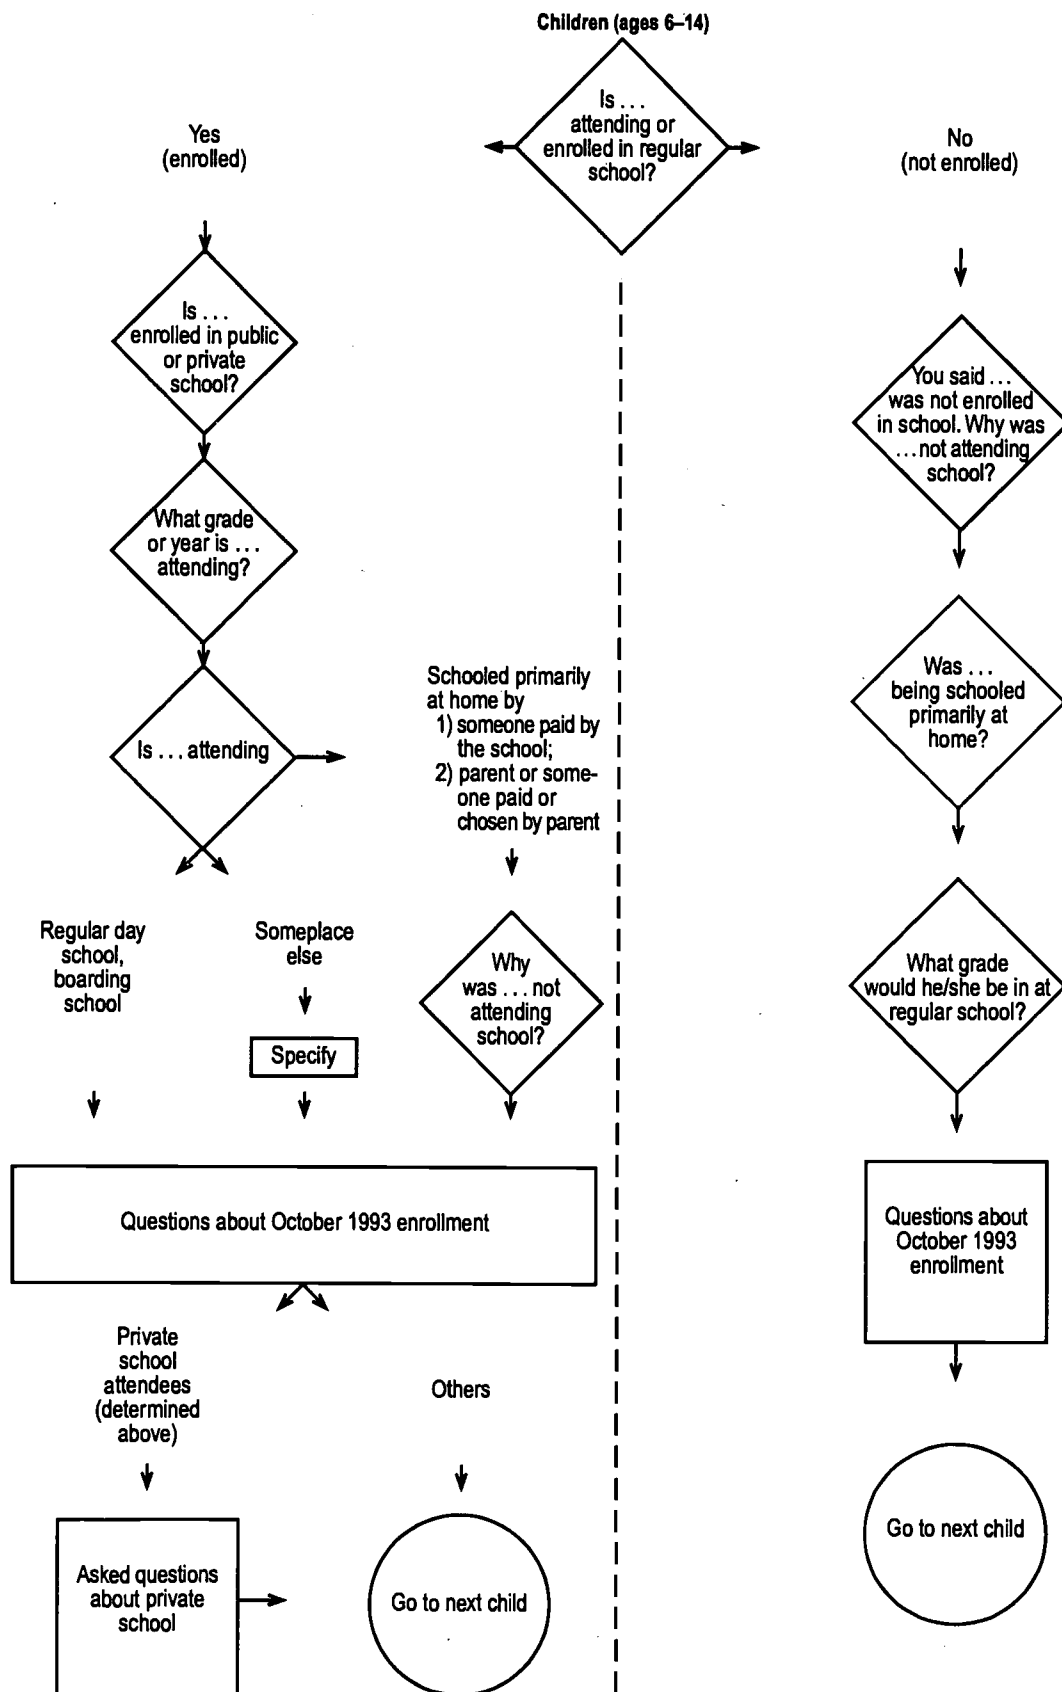 Children (ages 6–14)
Is ...
attending or
enrolled in regular
school?
Yes
(enrolled)
No
(not enrolled)
Is ...
enrolled in public
or private
school?
You said ...
was not enrolled
in school. Why was
... not attending
school?
What grade
or year is ...
attending?
Is ... attending
Schooled primarily
at home by
1) someone paid by
the school;
2) parent or some-
one paid or
chosen by parent
Was ...
being schooled
primarily at
home?
Regular day
school,
boarding
school
Someplace
else
Specify
Why
was ... not
attending
school?
What grade
would he/she be in at
regular school?
Questions about October 1993 enrollment
Questions about
October 1993
enrollment
Private
school
attendees
(determined
above)
Others
Asked questions
about private
school
Go to next child
Go to next child